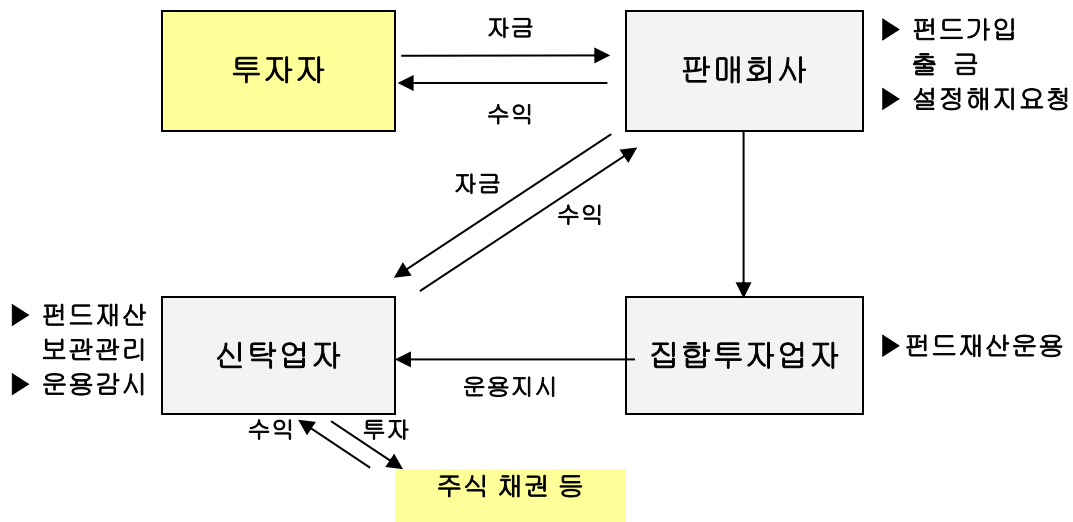 투자자
자금
수익
판매회사
▶ 펀드가입
출 금
▶ 설정해지요청
자금
수익
▶ 펀드재산
보관관리
▶ 운용감시
신탁업자
운용지시
집합투자업자
▶펀드재산운용
수익
투자
주식 채권 등